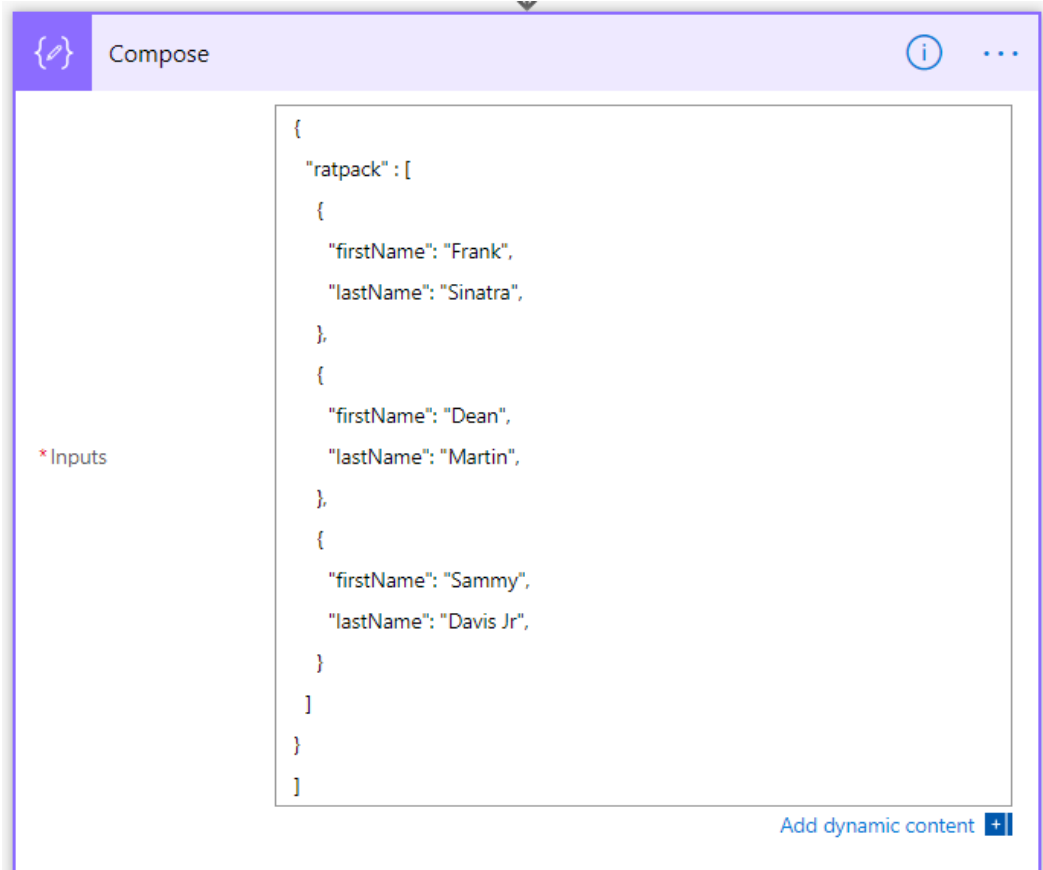 Compose
{
"ratpack" : [
{
"firstName": "Frank",
"lastName": "Sinatra",
},
{
"firstName": "Dean",
"lastName": "Martin",
},
{
"firstName": "Sammy",
"lastName": "Davis Jr",
}
]
}
]
*Inputs
Add dynamic content